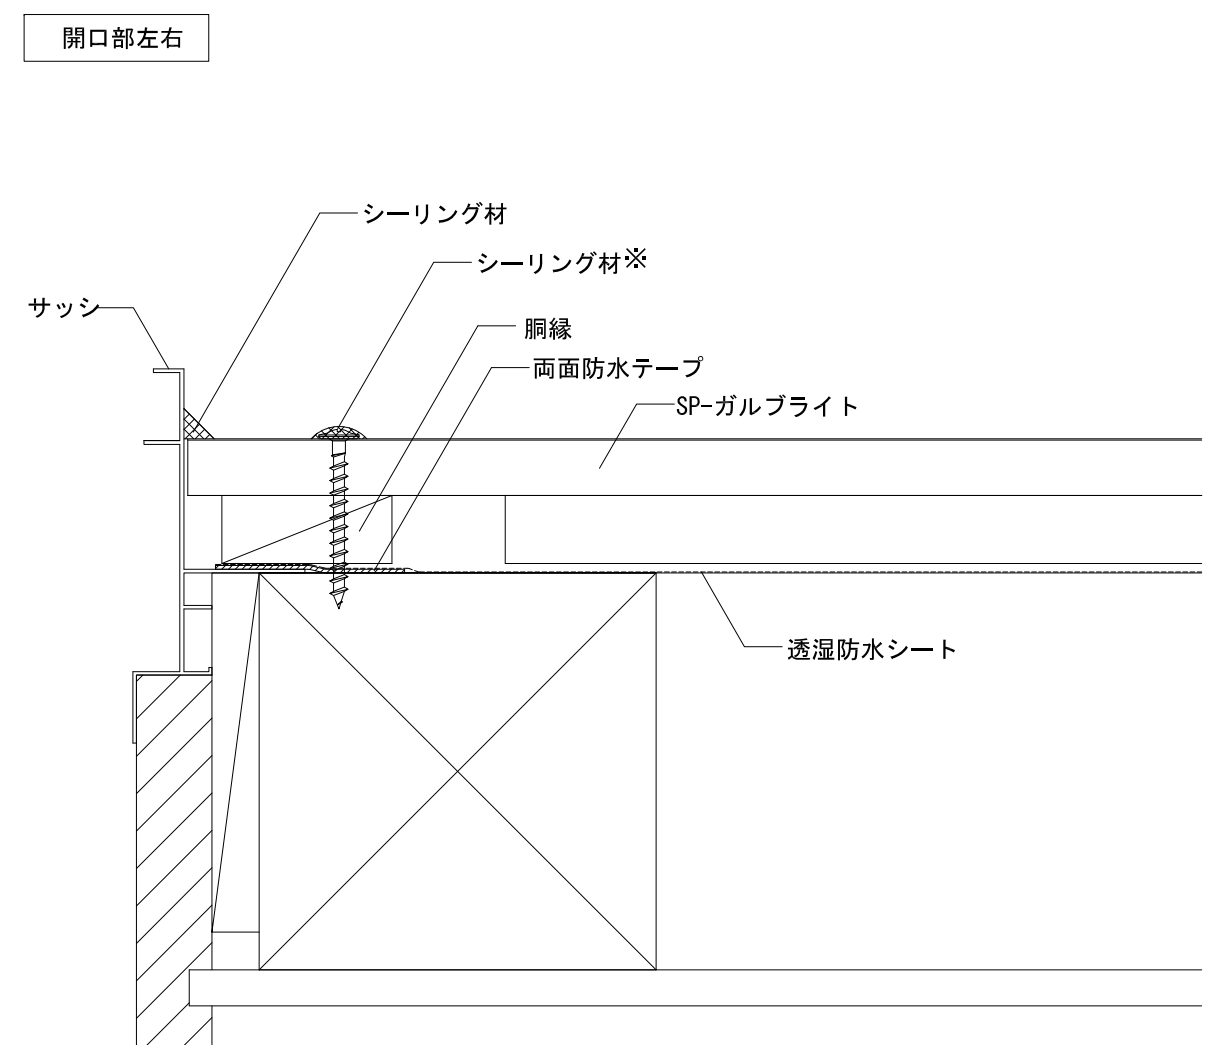 開口部左右
シーリング材
シーリング材※
サッシ
胴縁
両面防水テープ
SP-ガルブライト
透湿防水シート